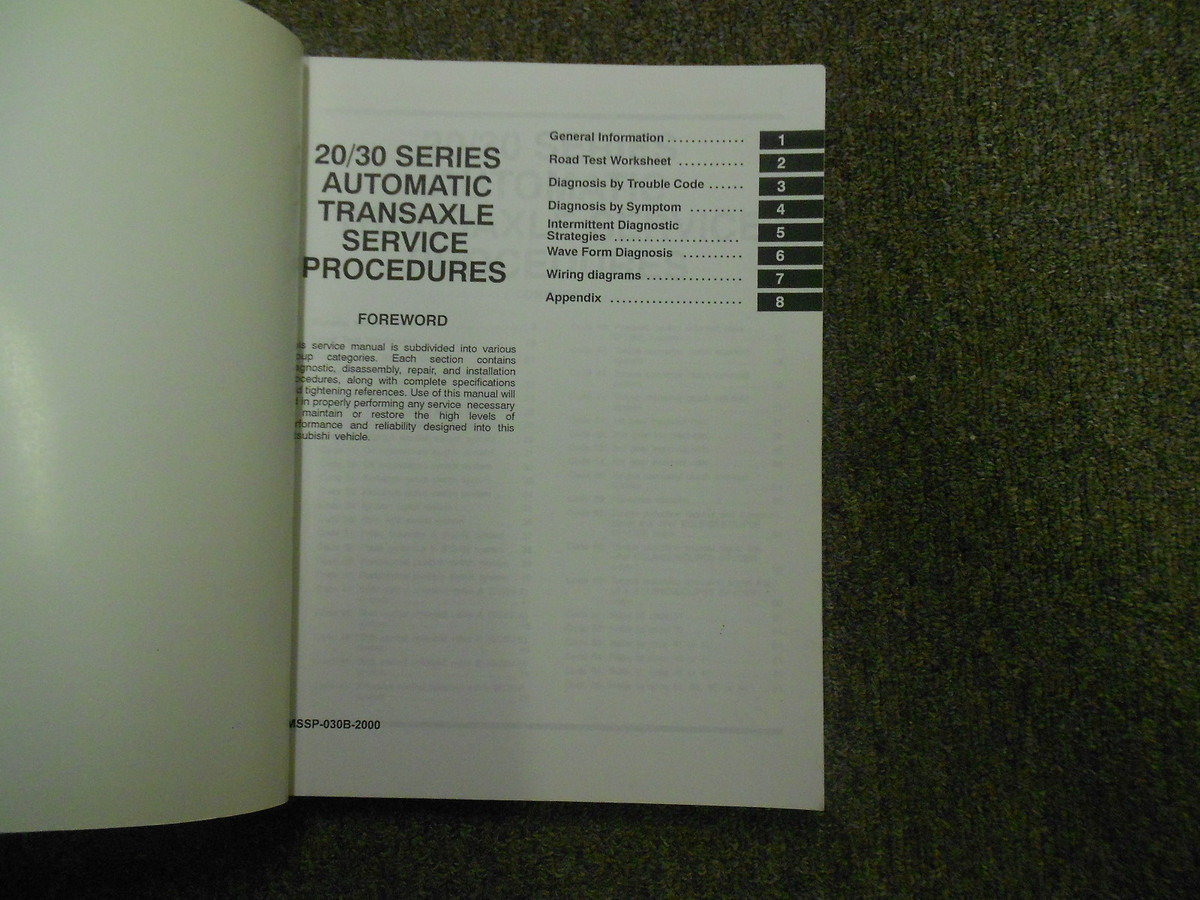 20/30 SERIES
AUTOMATIC
TRANSAXLE
SERVICE
PROCEDURES
FOREWORD
service manual is subdivided into various
categories. Each section contains
disassembly, repair, and installation
along with complete specifications
tightening references. Use of this manual will
in properly performing any service necessary
maintain or restore the high levels of
and reliability designed into this
vehicle.
MSSP-030B-2000
General Information ............ 1
Road Test Worksheet ........... 2
Diagnosis by Trouble Code ...... 3
Diagnosis by Symptom ......... 4
Intermittent Diagnostic
Strategies ..................... 5
Wave Form Diagnosis .......... 6
Wiring diagrams ................ 7
Appendix ....................... 8